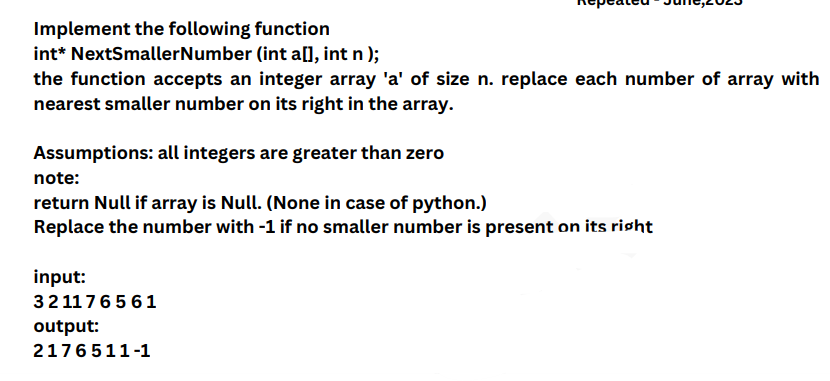 Repeated - June,2023
Implement the following function
int* NextSmallerNumber (int a[], int n );
the function accepts an integer array 'a' of size n. replace each number of array with
nearest smaller number on its right in the array.
Assumptions: all integers are greater than zero
note:
return Null if array is Null. (None in case of python.)
Replace the number with -1 if no smaller number is present on its right
input:
3 2 11 7 6 5 6 1
output:
2 1 7 6 5 1 1 -1